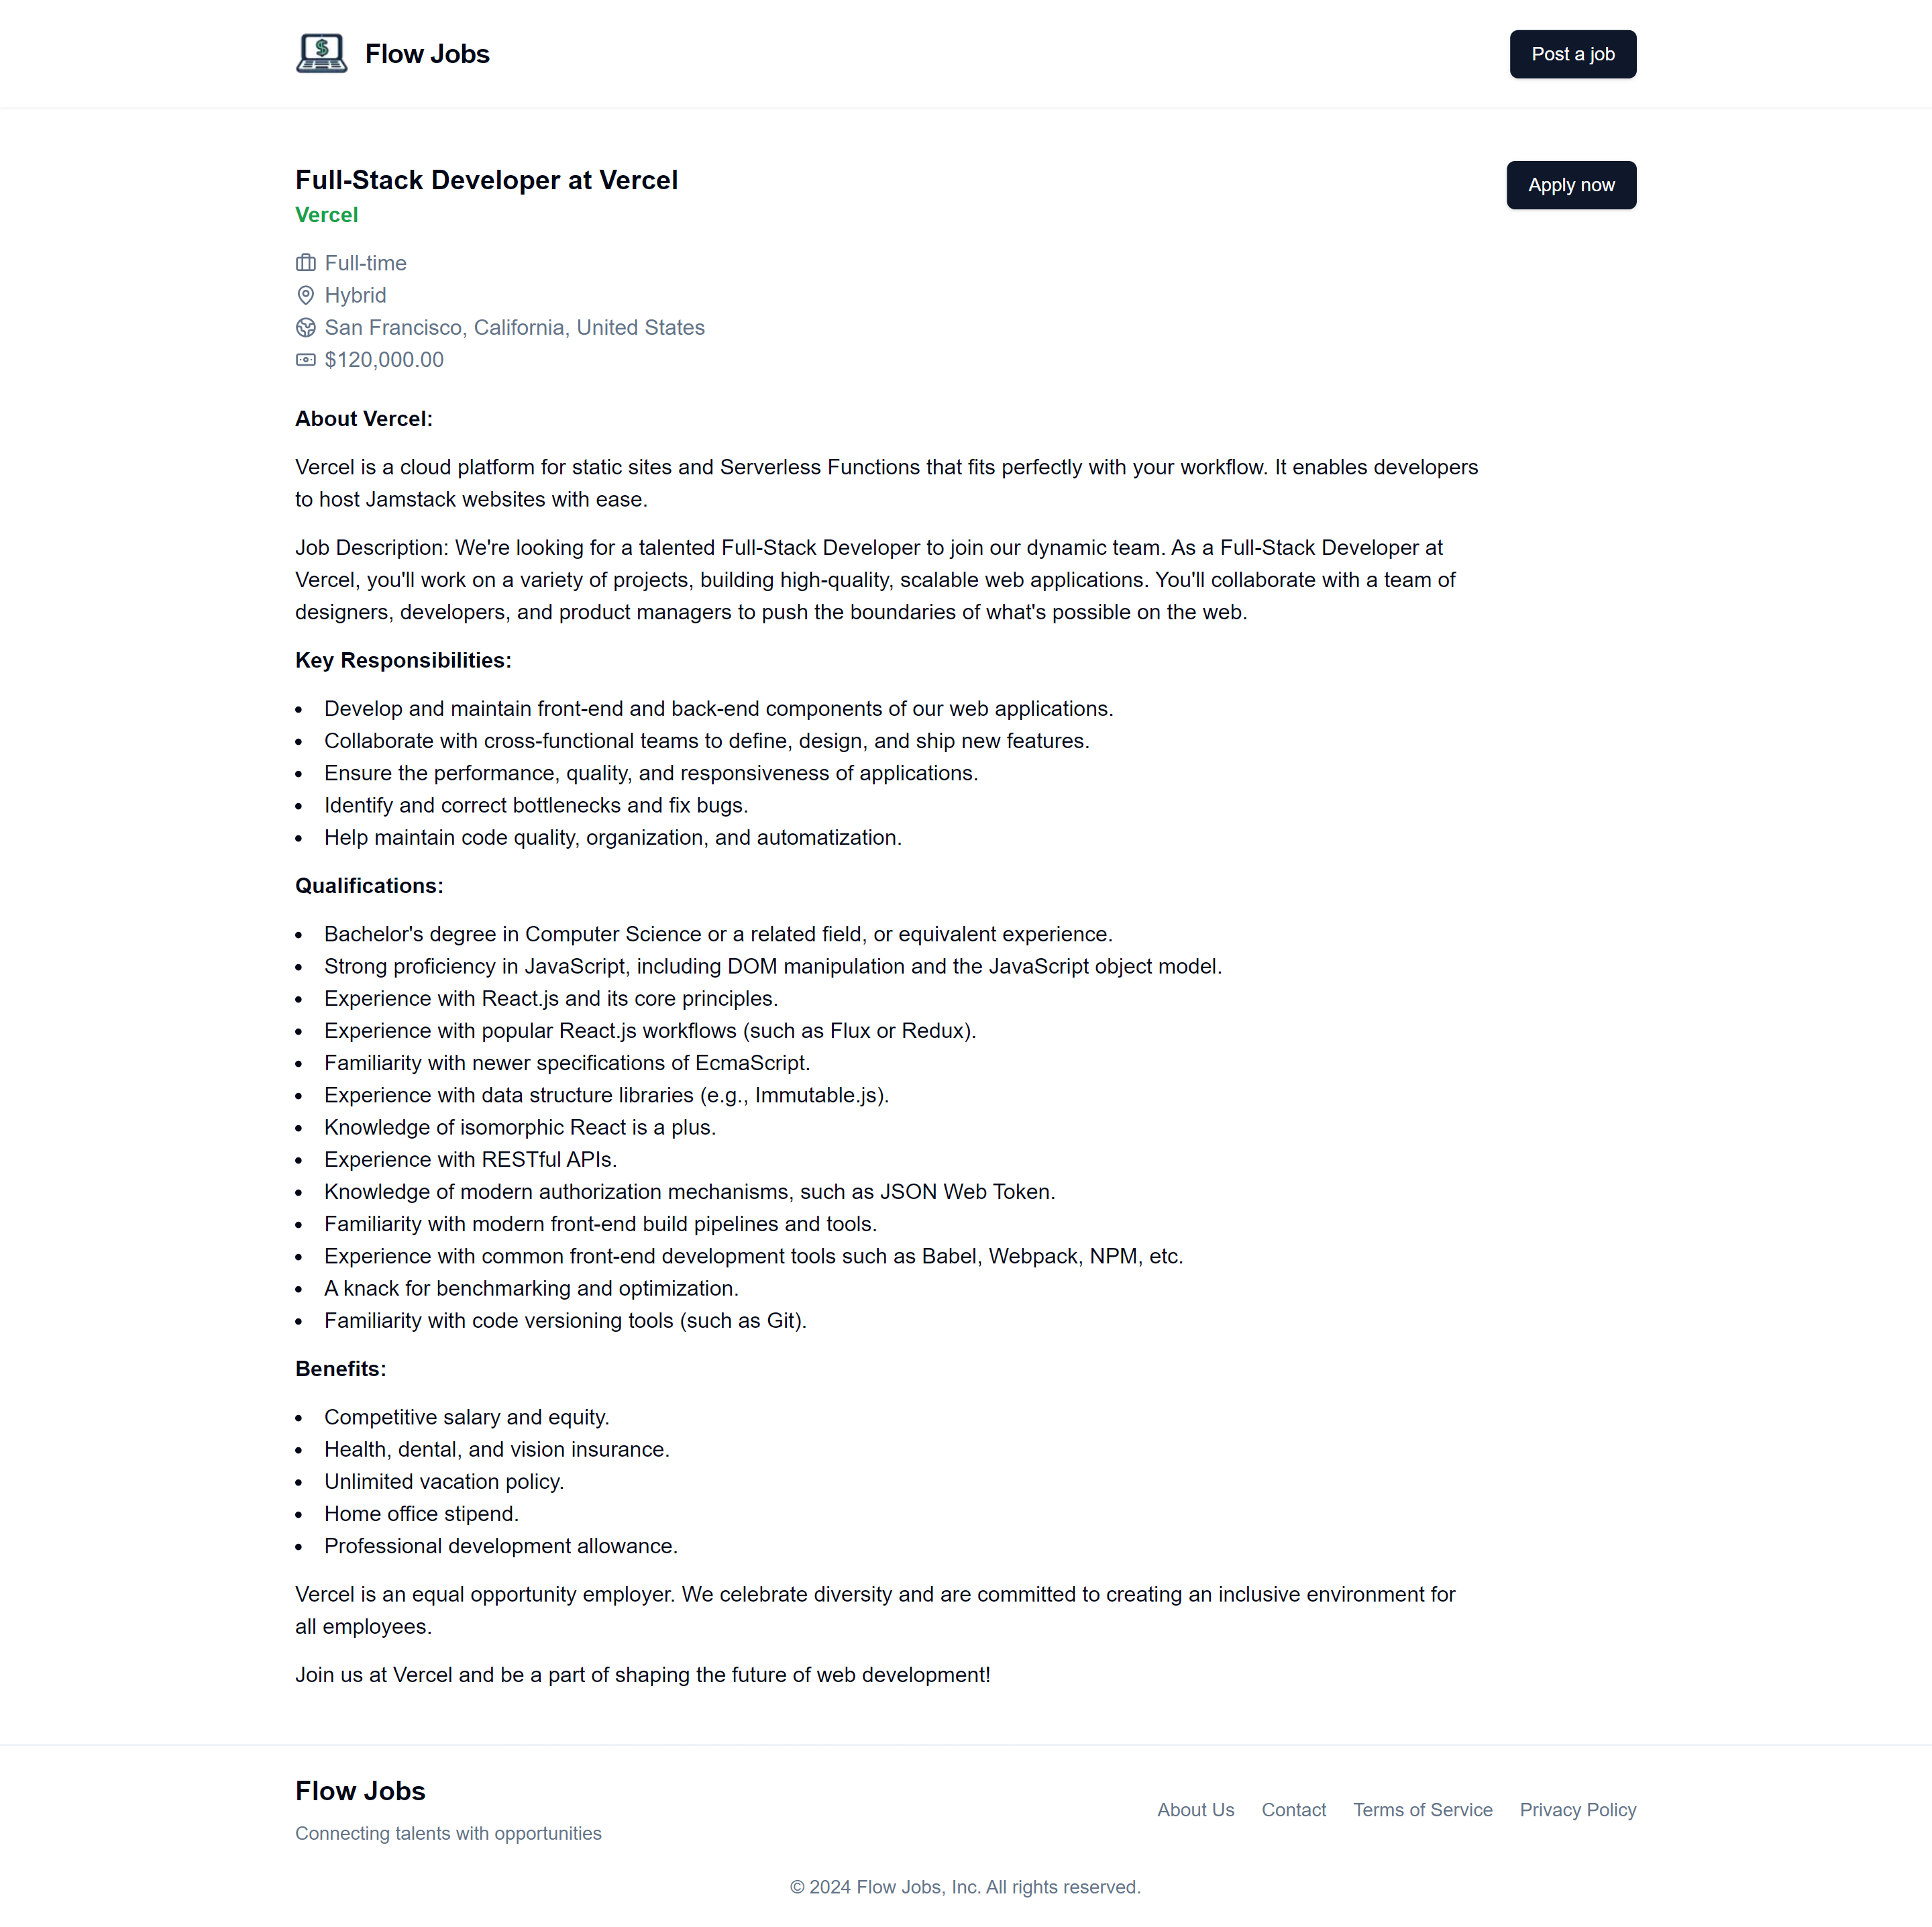 Flow Jobs
Post a job
Full-Stack Developer at Vercel
Apply now
Vercel
Full-time
Hybrid
San Francisco, California, United States
$120,000.00
About Vercel:
Vercel is a cloud platform for static sites and Serverless Functions that fits perfectly with your workflow. It enables developers
to host Jamstack websites with ease.
Job Description: We're looking for a talented Full-Stack Developer to join our dynamic team. As a Full-Stack Developer at
Vercel, you'll work on a variety of projects, building high-quality, scalable web applications. You'll collaborate with a team of
designers, developers, and product managers to push the boundaries of what's possible on the web.
Key Responsibilities:
• Develop and maintain front-end and back-end components of our web applications.
• Collaborate with cross-functional teams to define, design, and ship new features.
• Ensure the performance, quality, and responsiveness of applications.
• Identify and correct bottlenecks and fix bugs.
• Help maintain code quality, organization, and automatization.
Qualifications:
• Bachelor's degree in Computer Science or a related field, or equivalent experience.
• Strong proficiency in JavaScript, including DOM manipulation and the JavaScript object model.
• Experience with React.js and its core principles.
• Experience with popular React.js workflows (such as Flux or Redux).
• Familiarity with newer specifications of EcmaScript.
• Experience with data structure libraries (e.g., Immutable.js).
• Knowledge of isomorphic React is a plus.
• Experience with RESTful APIs.
• Knowledge of modern authorization mechanisms, such as JSON Web Token.
• Familiarity with modern front-end build pipelines and tools.
• Experience with common front-end development tools such as Babel, Webpack, NPM, etc.
• A knack for benchmarking and optimization.
• Familiarity with code versioning tools (such as Git).
Benefits:
• Competitive salary and equity.
• Health, dental, and vision insurance.
• Unlimited vacation policy.
• Home office stipend.
• Professional development allowance.
Vercel is an equal opportunity employer. We celebrate diversity and are committed to creating an inclusive environment for
all employees.
Join us at Vercel and be a part of shaping the future of web development!
Flow Jobs
Connecting talents with opportunities
About Us
Contact
Terms of Service
Privacy Policy
© 2024 Flow Jobs, Inc. All rights reserved.